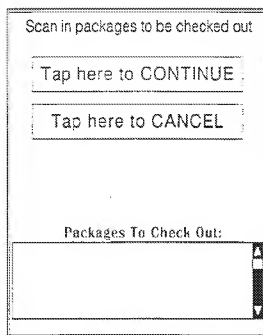 Scan in packages to be checked out
Tap here to CONTINUE
Tap here to CANCEL
Packages To Check Out: